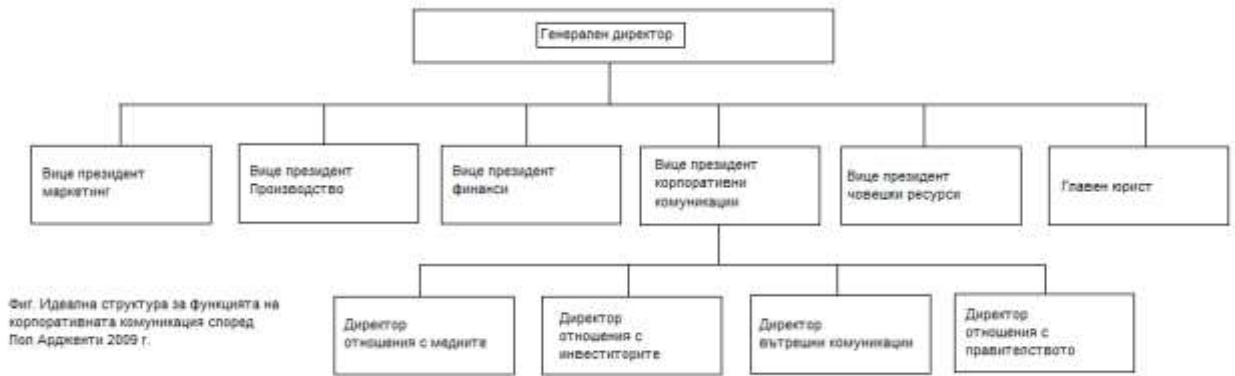 Генерален директор
Вице президент
маркетинг
Вице президент
Производство
Вице президент
финанси
Вице президент
корпоративни
комуникации
Вице президент
човешки ресурси
Главен юрист
Фиг. Идеална структура за функцията на
корпоративната комуникация според
Пол Ардженти 2009 г.
Директор
отношения с медиите
Директор
отношения с
инвеститорите
Директор
вътрешни комуникации
Директор
отношения с
правителството